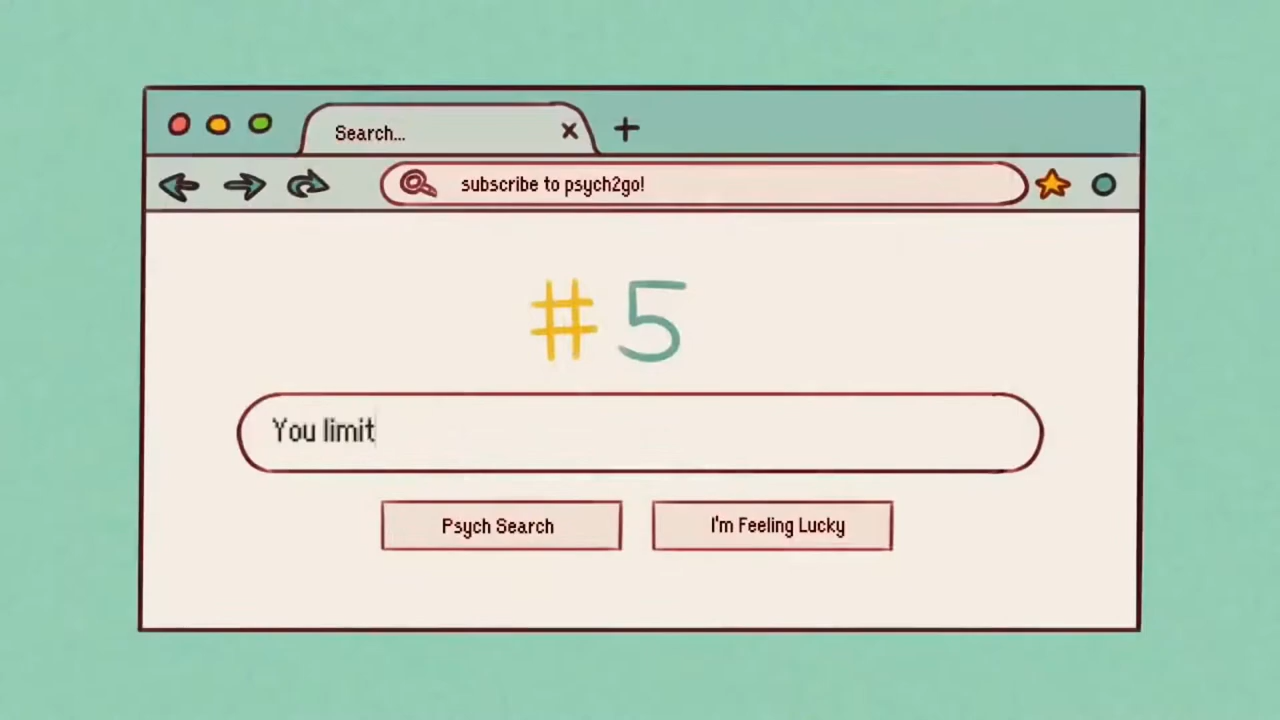 Search...
subscribe to psych2go!
#5
You limit
Psych Search
I'm Feeling Lucky